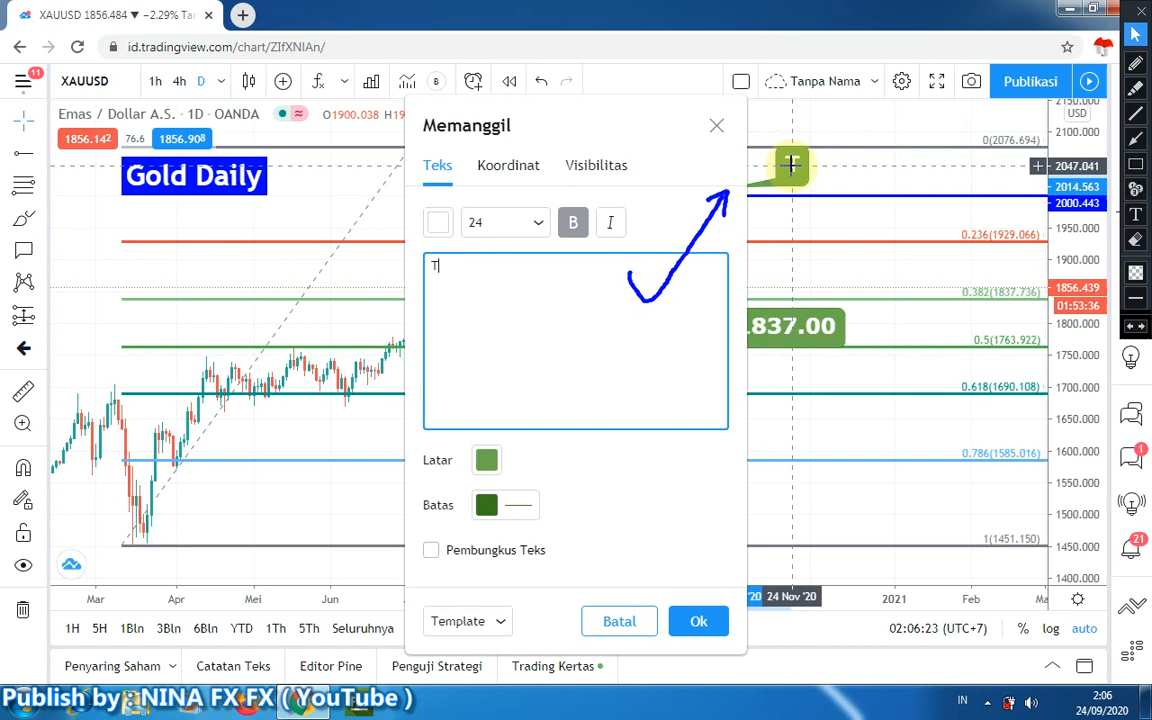 XAUUSD 1856.484 ▼ −2.29% Tan
id.tradingview.com/chart/ZIfXNIAn/
11
XAUUSD
1h 4h D
B
Tanpa Nama
Publikasi
Emas / Dollar A.S. · 1D · OANDA
O1900.038 H19
1856.142 76.6 1856.908
Gold Daily
Memanggil
Teks Koordinat Visibilitas
24
B I
T
Latar
Batas
Pembungkus Teks
Template
Batal
Ok
T
1837.00
0(2076.694)
0.236(1929.066)
0.382(1837.736)
0.5(1763.922)
0.618(1690.108)
0.786(1585.016)
1(1451.150)
2150.000
USD
2100.000
2047.041
2014.563
2000.443
1950.000
1900.000
1856.439
01:53:36
1800.000
1750.000
1700.000
1650.000
1600.000
1550.000
1500.000
1450.000
1400.000
Mar Apr Mei Jun '20 24 Nov '20 2021 Feb Ma
1H 5H 1Bln 3Bln 6Bln YTD 1Th 5Th Seluruhnya
02:06:23 (UTC+7) % log auto
Penyaring Saham Catatan Teks Editor Pine Penguji Strategi Trading Kertas
T
1
21
Publish by : NINA FX FX ( YouTube )
IN
2:06
24/09/2020